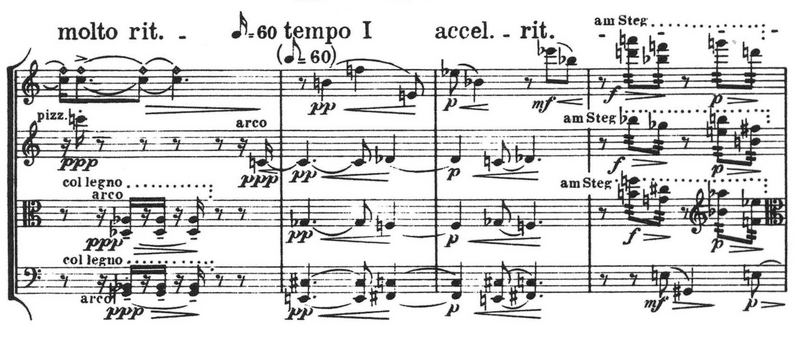 molto rit. - ♪=60 tempo I accel. - rit. -
(♪=60)
am Steg
p pp p mf f p
pizz.
arco
am Steg
ppp ppp pp p f p
col legno
arco
am Steg
ppp pp p f p
col legno
arco
ppp pp p mf p